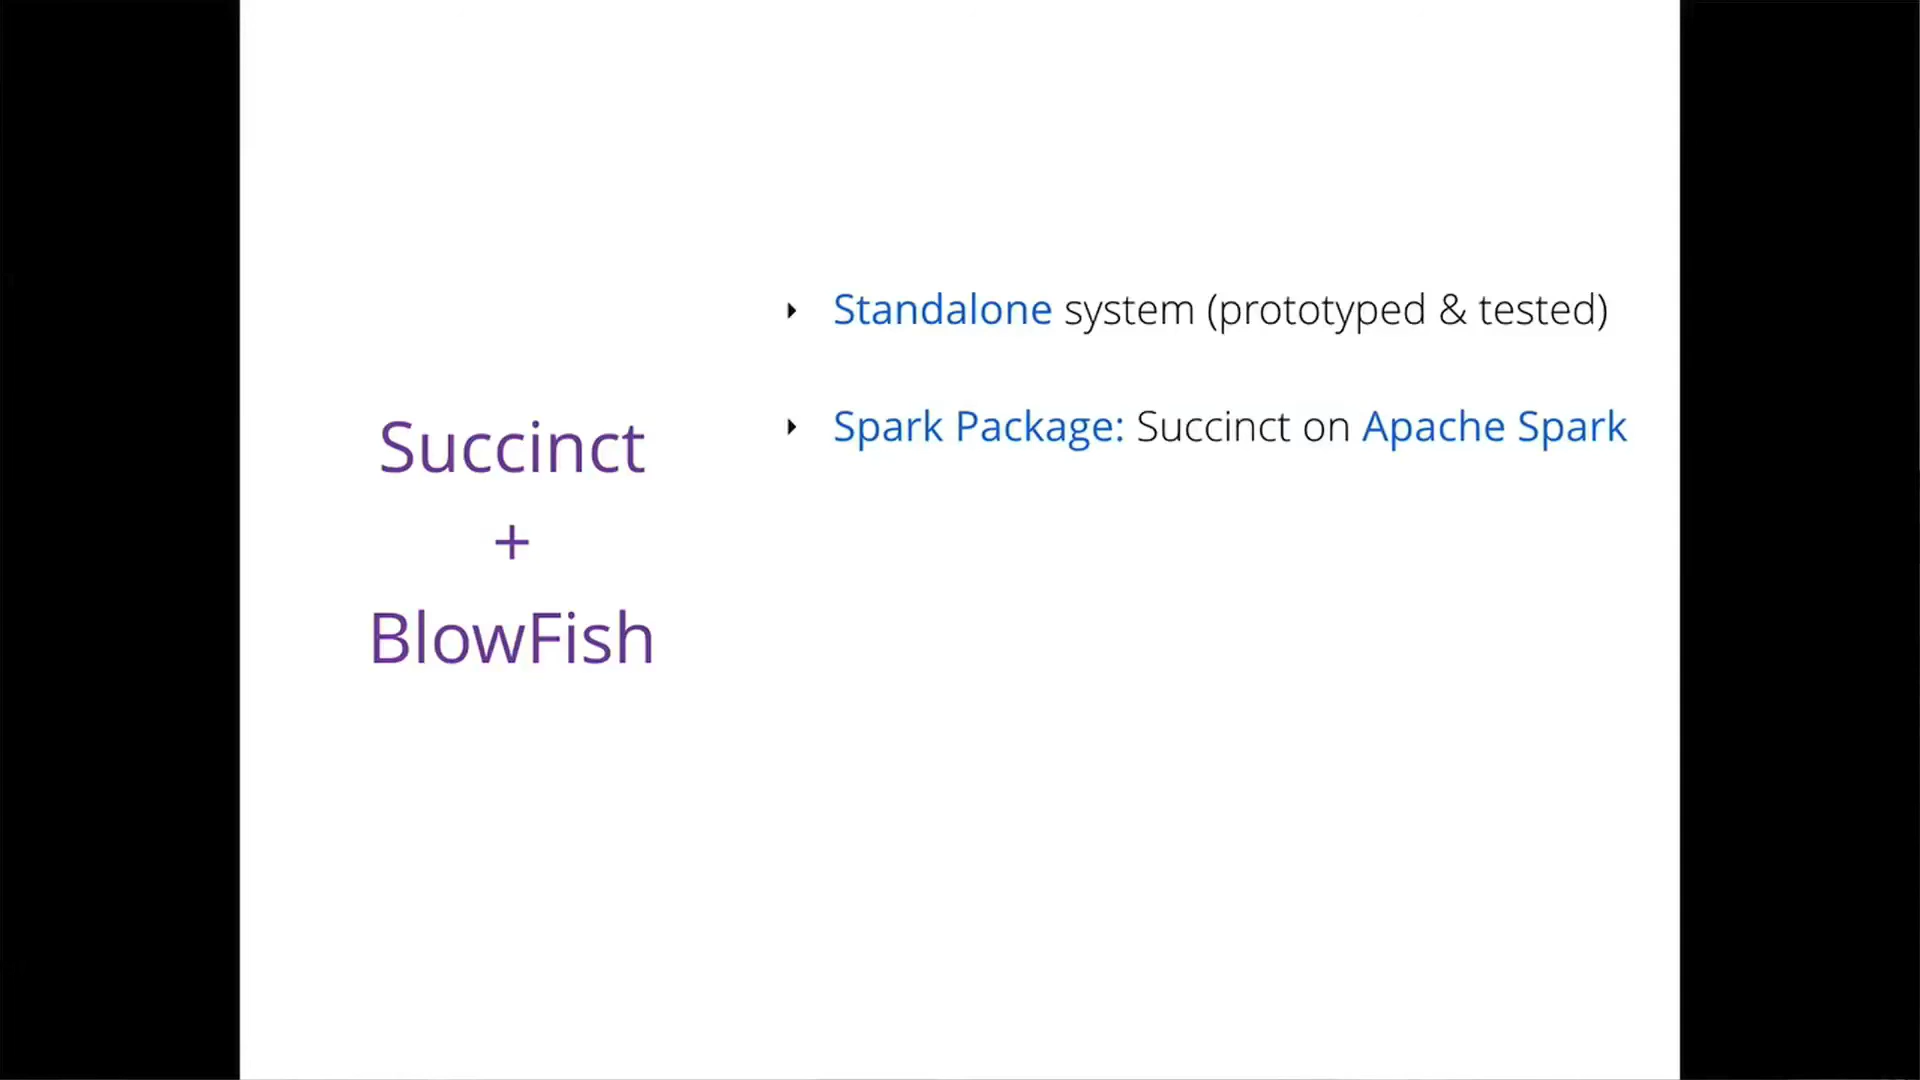 Succinct
+
BlowFish
‣ Standalone system (prototyped & tested)
‣ Spark Package: Succinct on Apache Spark